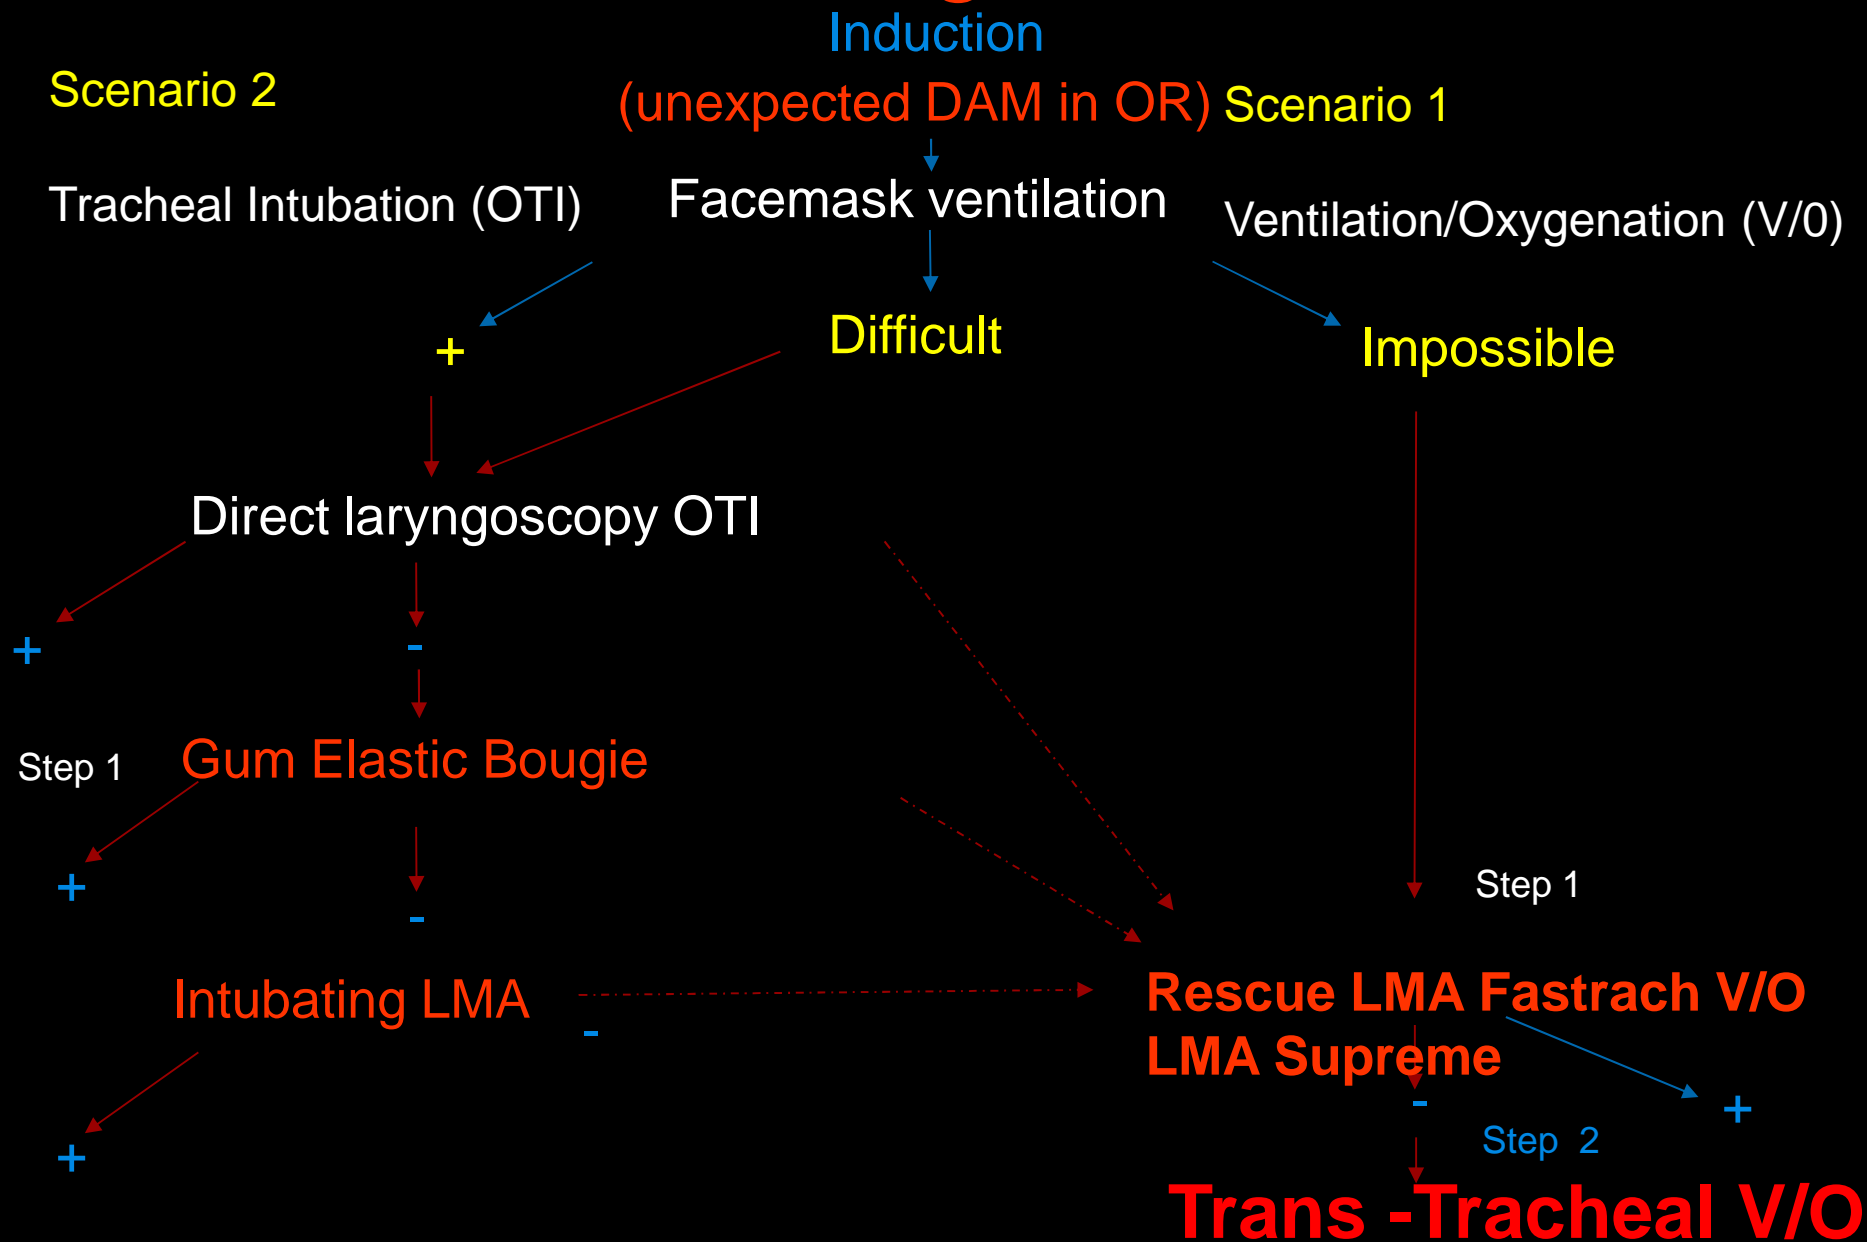 Induction
Scenario 2
(unexpected DAM in OR)
Scenario 1
Tracheal Intubation (OTI)
Facemask ventilation
Ventilation/Oxygenation (V/0)
+
Difficult
Impossible
Direct laryngoscopy OTI
+
-
Step 1
Gum Elastic Bougie
+
-
Step 1
Intubating LMA
-
Rescue LMA Fastrach V/O
LMA Supreme
-
+
+
Step 2
Trans -Tracheal V/O